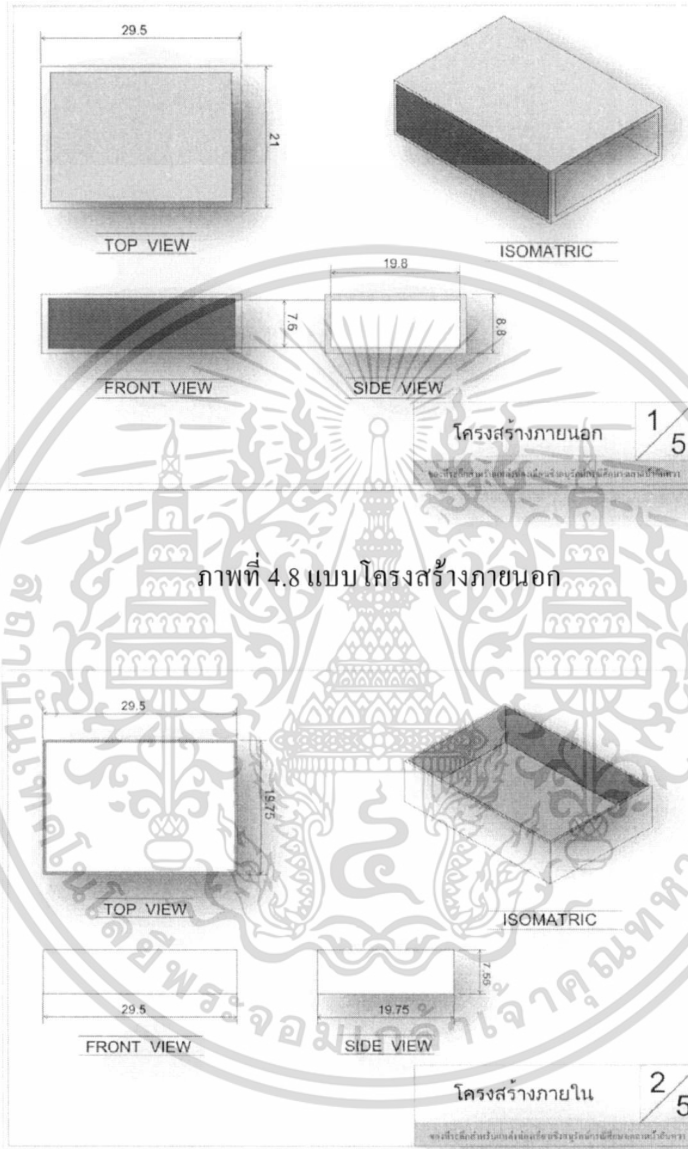 29.5
21
TOP VIEW
ISOMATRIC
19.8
7.6
8.8
FRONT VIEW
SIDE VIEW
โครงสร้างภายนอก
1/5
ภาพที่ 4.8 แบบโครงสร้างภายนอก
29.5
19.75
TOP VIEW
ISOMATRIC
7.55
29.5
19.75
FRONT VIEW
SIDE VIEW
โครงสร้างภายใน
2/5